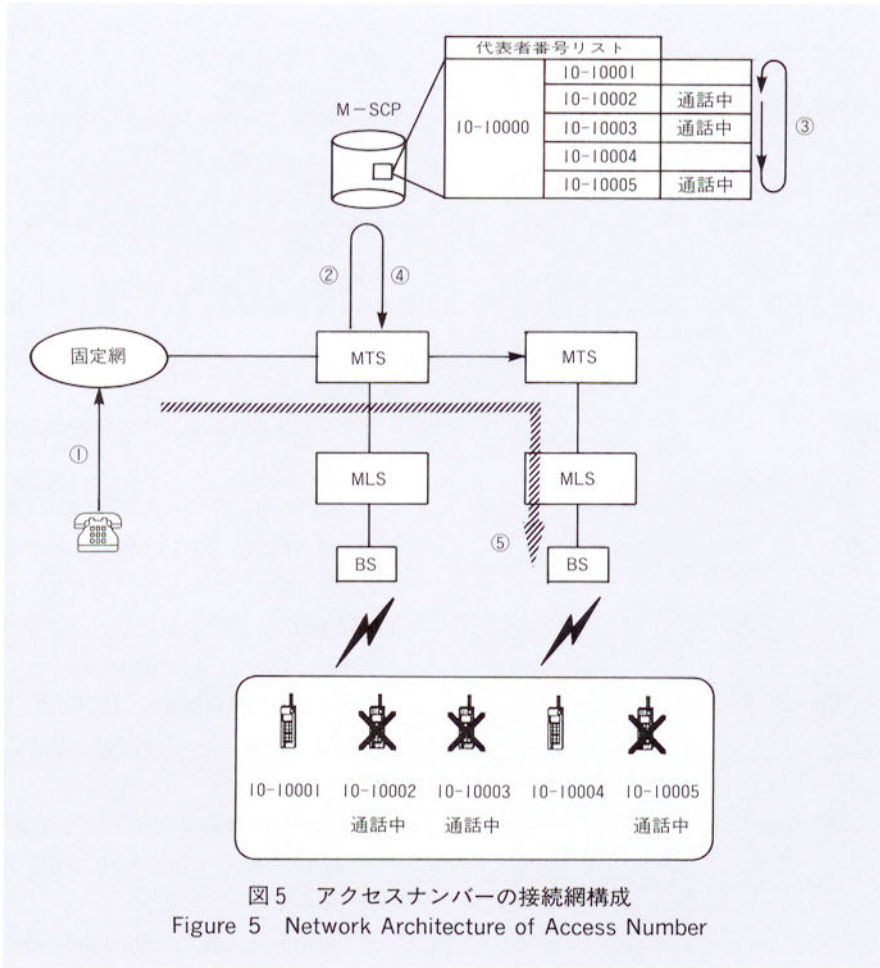 代表者番号リスト
M-SCP
10-10000
10-10001
10-10002 通話中
10-10003 通話中
10-10004
10-10005 通話中
③
② ④
固定網
MTS
MTS
①
MLS
MLS
⑤
BS
BS
10-10001 10-10002 10-10003 10-10004 10-10005
通話中 通話中 通話中
図5 アクセスナンバーの接続網構成
Figure 5 Network Architecture of Access Number